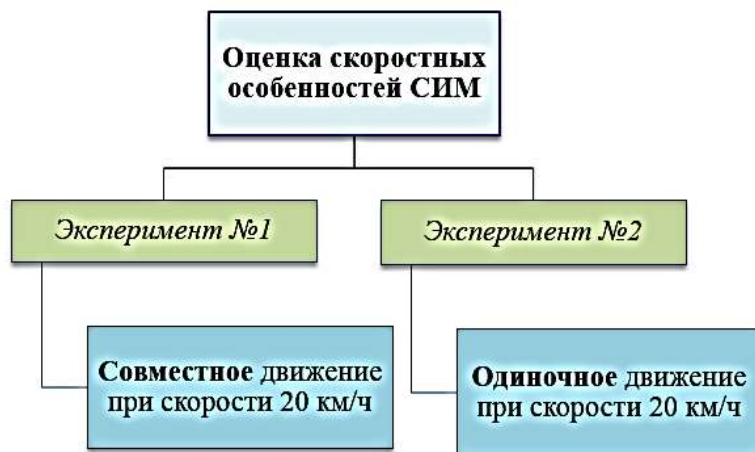 Оценка скоростных
особенностей СИМ
Эксперимент №1
Эксперимент №2
Совместное движение
при скорости 20 км/ч
Одиночное движение
при скорости 20 км/ч